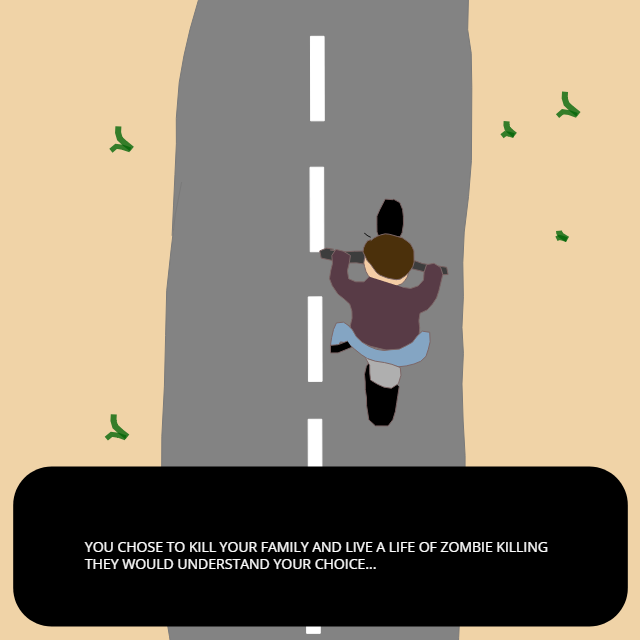 YOU CHOSE TO KILL YOUR FAMILY AND LIVE A LIFE OF ZOMBIE KILLING
THEY WOULD UNDERSTAND YOUR CHOICE...